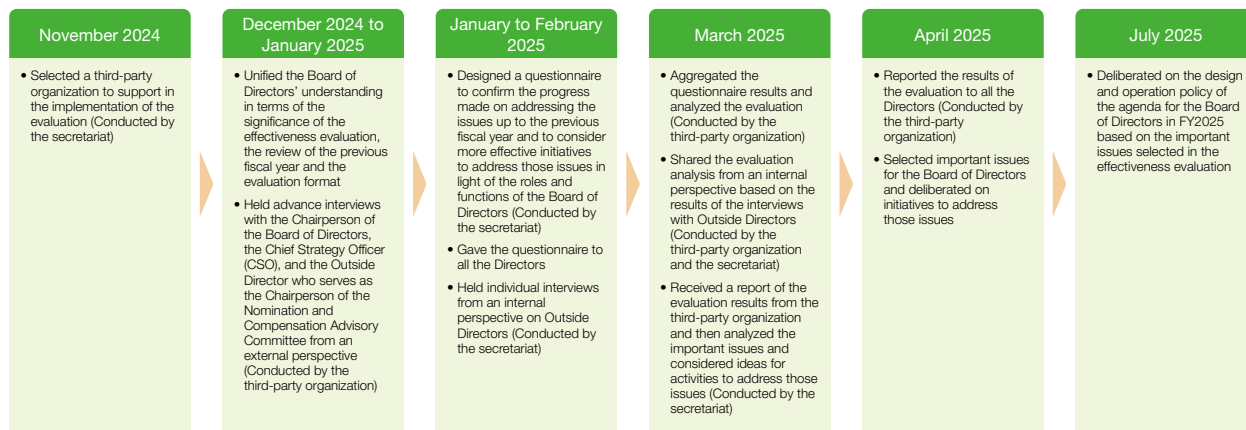 November 2024
• Selected a third-party
organization to support in
the implementation of the
evaluation (Conducted by
the secretariat)
December 2024 to
January 2025
• Unified the Board of
Directors’ understanding
in terms of the
significance of the
effectiveness evaluation,
the review of the previous
fiscal year and the
evaluation format
• Held advance interviews
with the Chairperson of
the Board of Directors,
the Chief Strategy Officer
(CSO), and the Outside
Director who serves as
the Chairperson of the
Nomination and
Compensation Advisory
Committee from an
external perspective
(Conducted by the
third-party organization)
January to February
2025
• Designed a questionnaire
to confirm the progress
made on addressing the
issues up to the previous
fiscal year and to consider
more effective initiatives
to address those issues in
light of the roles and
functions of the Board of
Directors (Conducted by
the secretariat)
• Gave the questionnaire to
all the Directors
• Held individual interviews
from an internal
perspective on Outside
Directors (Conducted by
the secretariat)
March 2025
• Aggregated the
questionnaire results and
analyzed the evaluation
(Conducted by the
third-party organization)
• Shared the evaluation
analysis from an internal
perspective based on the
results of the interviews
with Outside Directors
(Conducted by the
third-party organization
and the secretariat)
• Received a report of the
evaluation results from the
third-party organization
and then analyzed the
important issues and
considered ideas for
activities to address those
issues (Conducted by the
secretariat)
April 2025
• Reported the results of
the evaluation to all the
Directors (Conducted by
the third-party
organization)
• Selected important issues
for the Board of Directors
and deliberated on
initiatives to address
those issues
July 2025
• Deliberated on the design
and operation policy of
the agenda for the Board
of Directors in FY2025
based on the important
issues selected in the
effectiveness evaluation